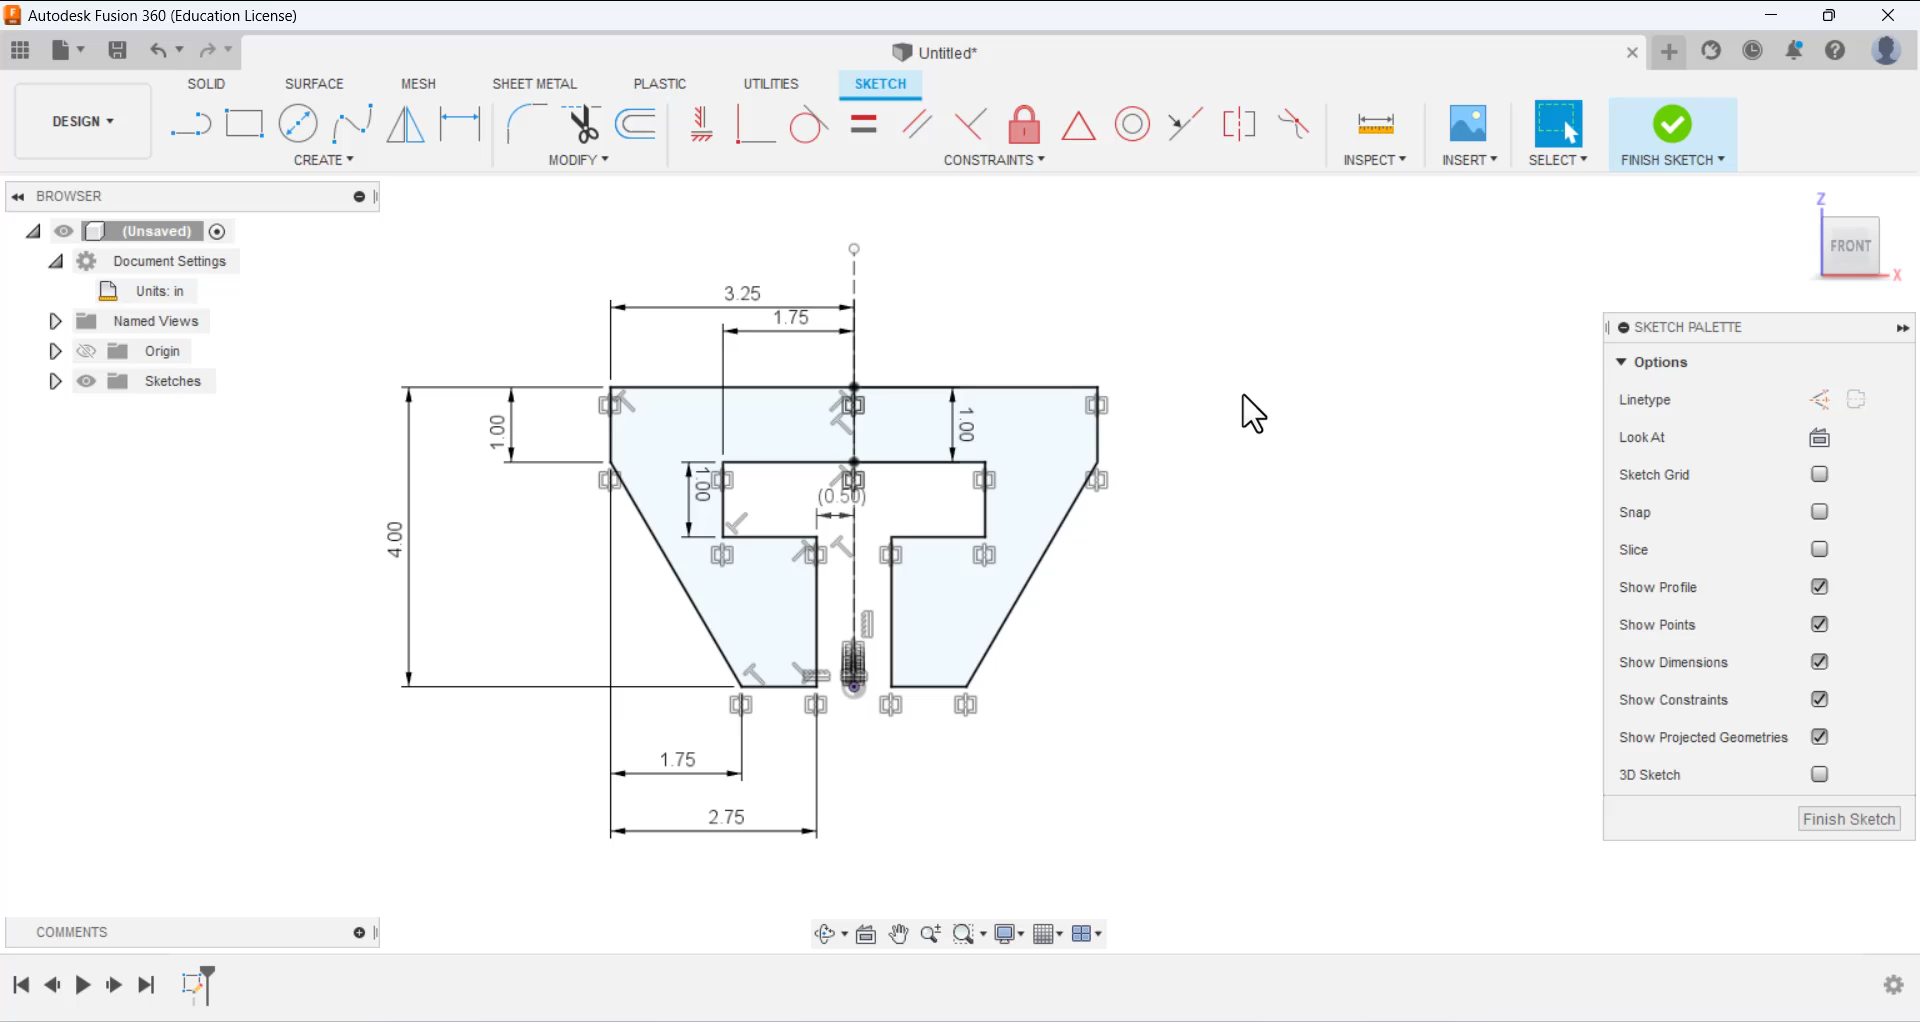 Autodesk Fusion 360 (Education License)
Untitled*
SOLID SURFACE MESH SHEET METAL PLASTIC UTILITIES SKETCH
DESIGN
CREATE MODIFY CONSTRAINTS INSPECT INSERT SELECT FINISH SKETCH
BROWSER
(Unsaved)
Document Settings
Units: in
Named Views
Origin
Sketches
Z
FRONT
X
3.25
1.75
1.00
1.00
1.00
(0.50)
4.00
1.75
2.75
SKETCH PALETTE
Options
Linetype
Look At
Sketch Grid
Snap
Slice
Show Profile
Show Points
Show Dimensions
Show Constraints
Show Projected Geometries
3D Sketch
Finish Sketch
COMMENTS